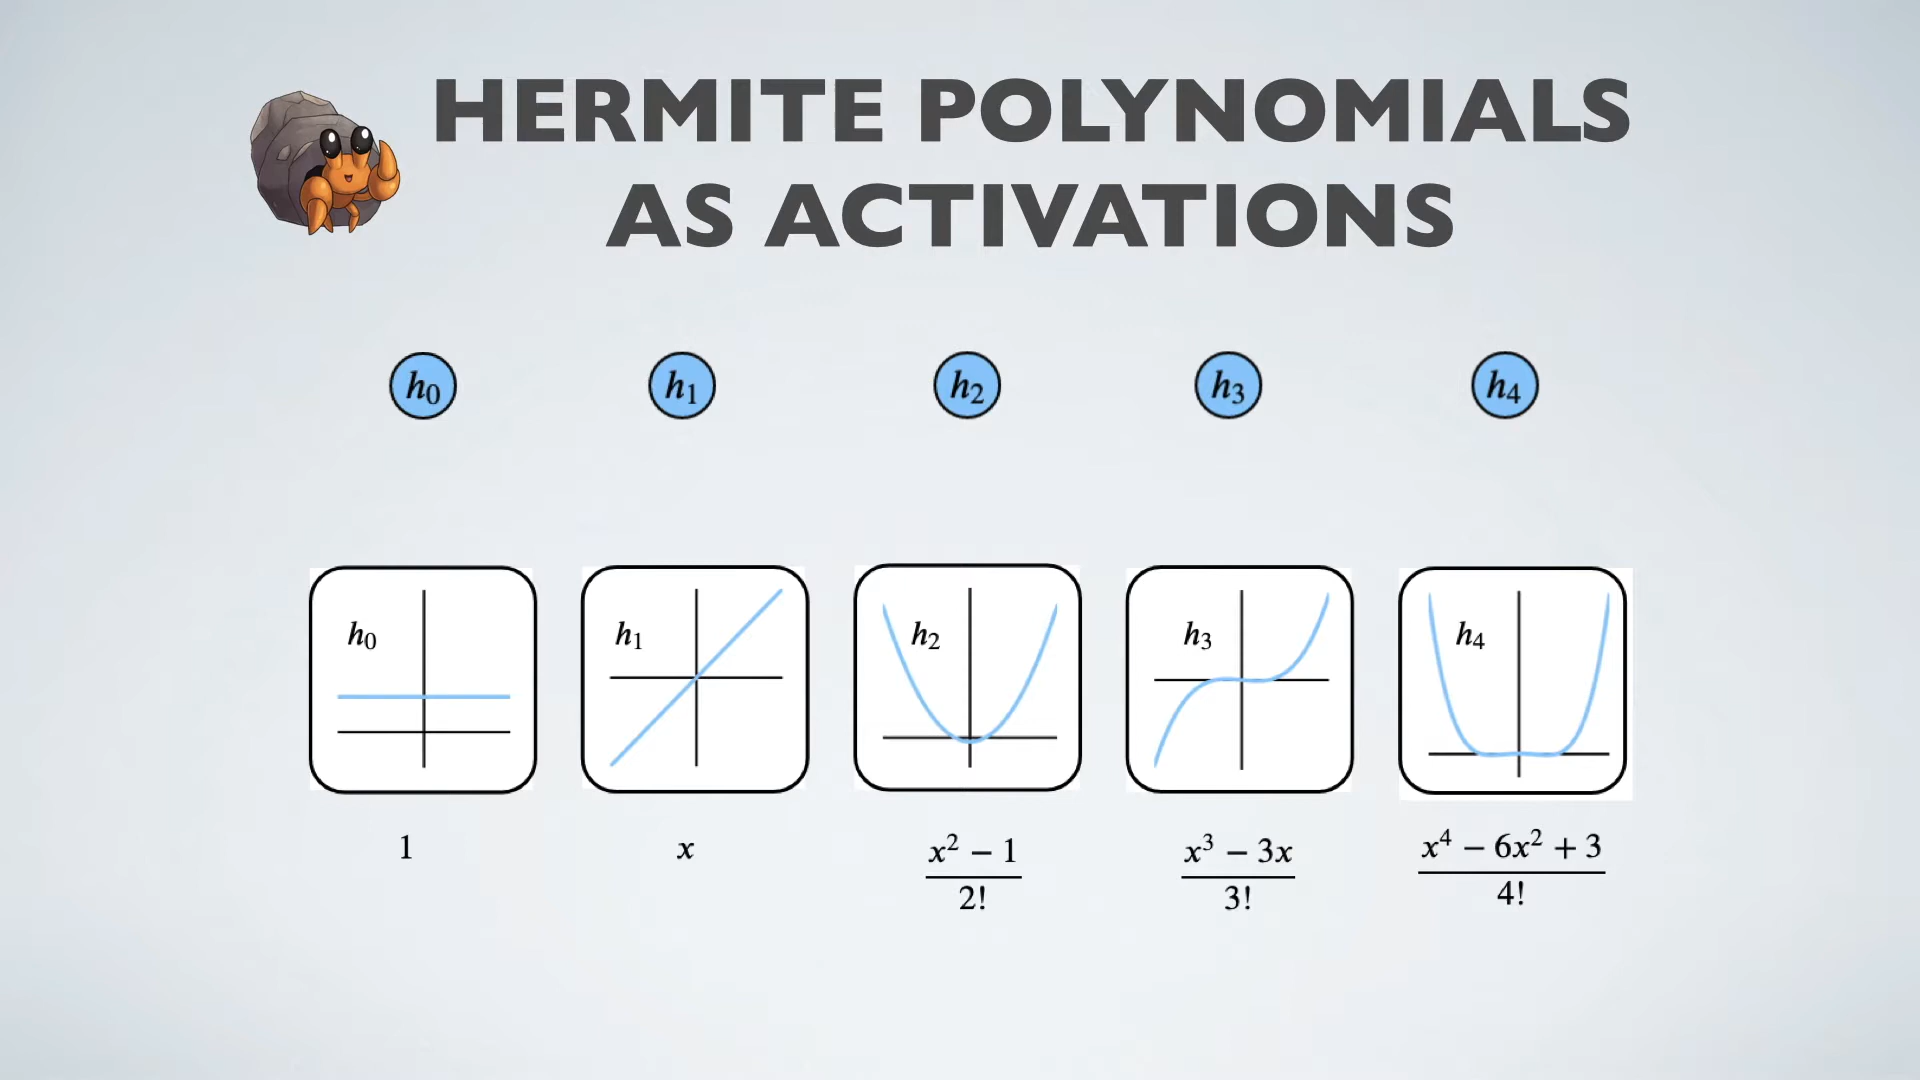 HERMITE POLYNOMIALS
AS ACTIVATIONS
h₀ h₁ h₂ h₃ h₄
h₀ h₁ h₂ h₃ h₄
1
x
x² − 1
2!
x³ − 3x
3!
x⁴ − 6x² + 3
4!